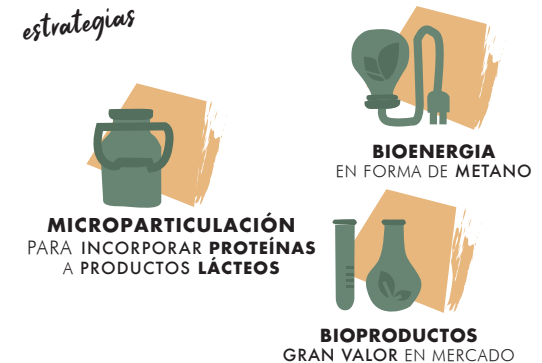 estrategias
MICROPARTICULACIÓN
PARA INCORPORAR PROTEÍNAS
A PRODUCTOS LÁCTEOS
BIOENERGIA
EN FORMA DE METANO
BIOPRODUCTOS
GRAN VALOR EN MERCADO